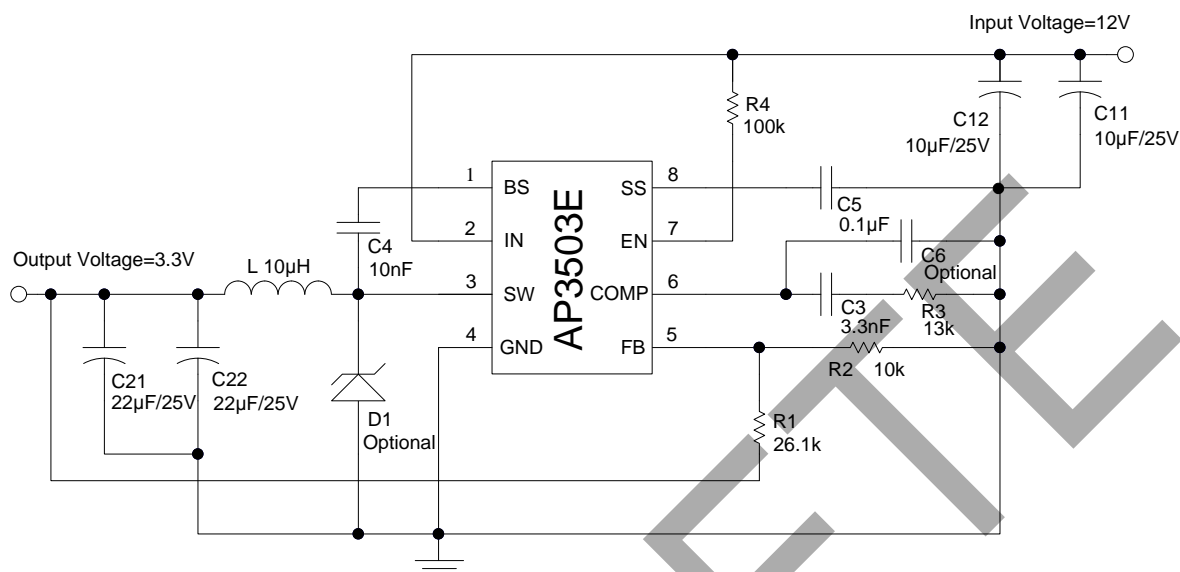 Input Voltage=12V
R4
100k
C12
10µF/25V
C11
10µF/25V
1
BS
SS
8
C5
0.1µF
C4
10nF
2
IN
EN
7
C6
Optional
Output Voltage=3.3V
L 10µH
3
SW
COMP
6
C3
3.3nF
R3
13k
4
GND
FB
5
R2
10k
AP3503E
C21
22µF/25V
C22
22µF/25V
D1
Optional
R1
26.1k
ETE